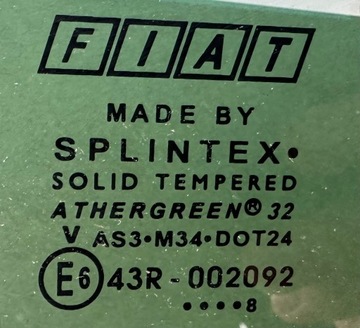 FIAT
MADE BY
SPLINTEX•
SOLID TEMPERED
ATHERGREEN® 32
V AS3•M34•DOT24
E6 43R-002092
••••8